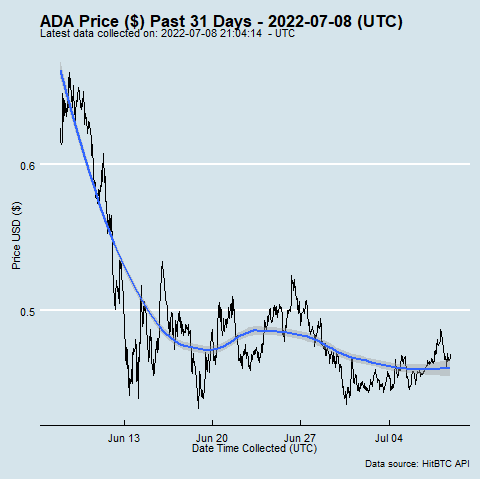 ADA Price ($) Past 31 Days - 2022-07-08 (UTC)
Latest data collected on: 2022-07-08 21:04:14  - UTC
0.6
0.5
Price USD ($)
Jun 13
Jun 20
Jun 27
Jul 04
Date Time Collected (UTC)
Data source: HitBTC API